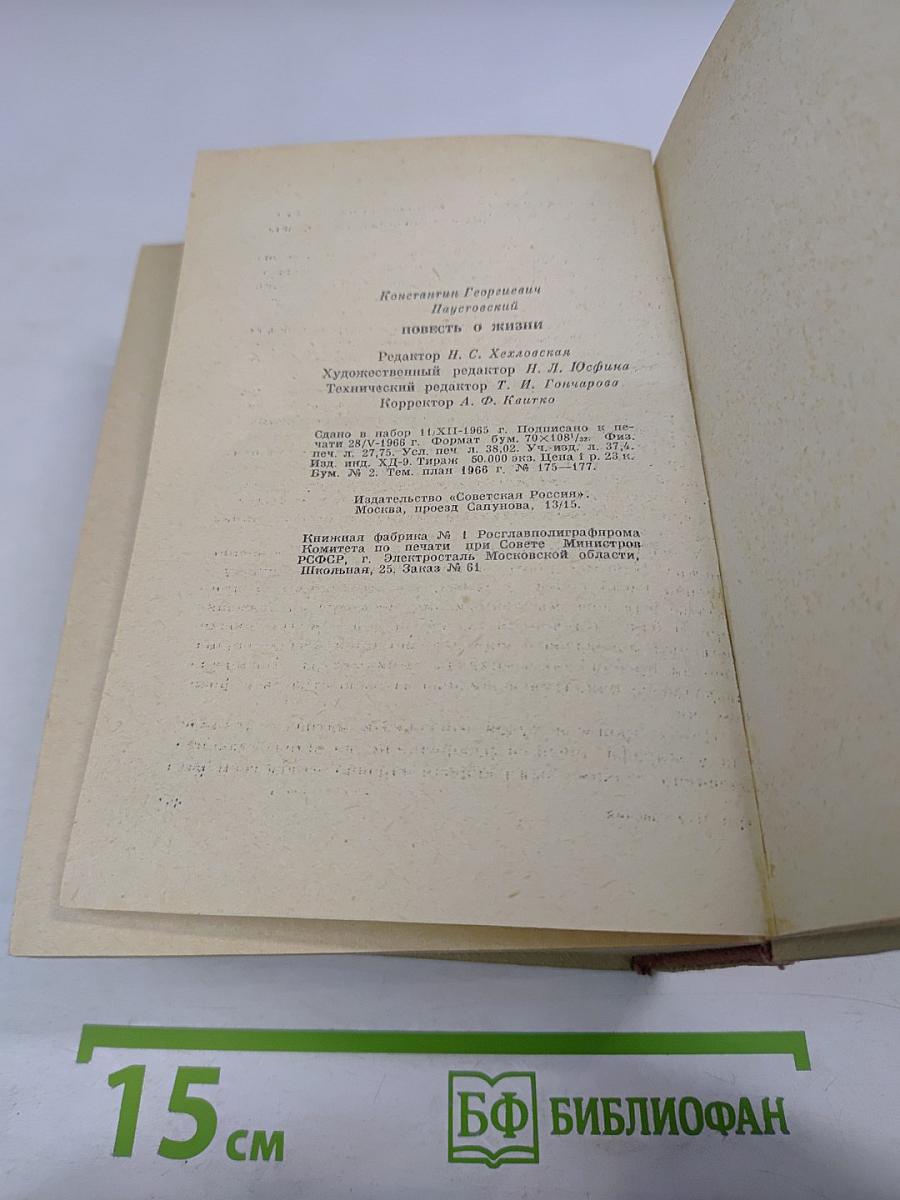 Константин Георгиевич
Паустовский
ПОВЕСТЬ О ЖИЗНИ
Редактор Н. С. Хехловская
Художественный редактор Н. Л. Юсфина
Технический редактор Т. И. Гончарова
Корректор А. Ф. Квитко
Сдано в набор 11/XII-1965 г. Подписано к пе-
чати 28/V-1966 г. Формат бум. 70×108¹/₃₂. Физ.
печ. л. 27,75. Усл. печ. л. 38,02. Уч.-изд. л. 37,4.
Изд. инд. ХД-9. Тираж 50.000 экз. Цена 1 р. 23 к.
Бум. № 2. Тем. план 1966 г. № 175—177.
Издательство «Советская Россия».
Москва, проезд Сапунова, 13/15.
Книжная фабрика № 1 Росглавполиграфпрома
Комитета по печати при Совете Министров
РСФСР, г. Электросталь Московской области,
Школьная, 25. Заказ № 61
15 см
БФ БИБЛИОФАН